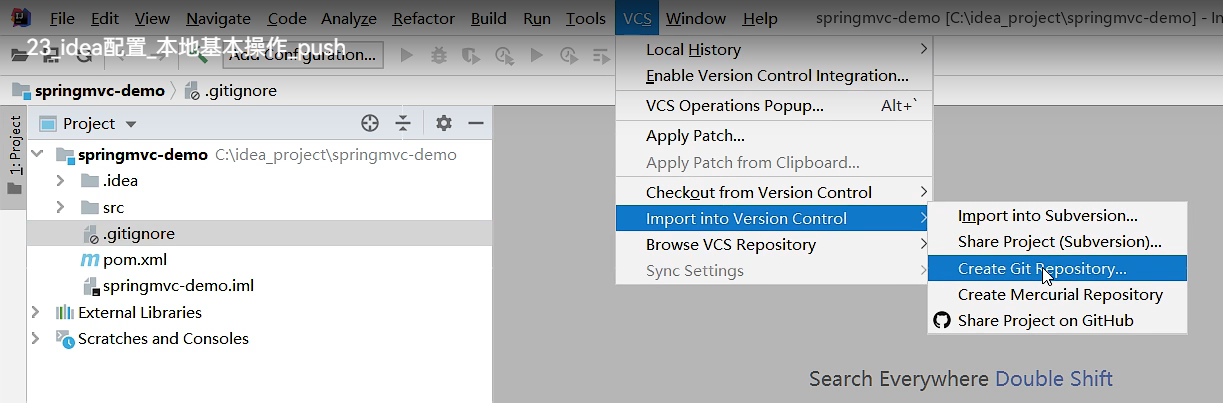 File Edit View Navigate Code Analyze Refactor Build Run Tools VCS Window Help springmvc-demo [C:\idea_project\springmvc-demo] - In
23_idea配置_本地基本操作_push
Add Configuration...
springmvc-demo .gitignore
1: Project
Project
springmvc-demo C:\idea_project\springmvc-demo
.idea
src
.gitignore
pom.xml
springmvc-demo.iml
External Libraries
Scratches and Consoles
Local History
Enable Version Control Integration...
VCS Operations Popup... Alt+`
Apply Patch...
Apply Patch from Clipboard...
Checkout from Version Control
Import into Version Control
Browse VCS Repository
Sync Settings
Import into Subversion...
Share Project (Subversion)...
Create Git Repository...
Create Mercurial Repository
Share Project on GitHub
Search Everywhere Double Shift